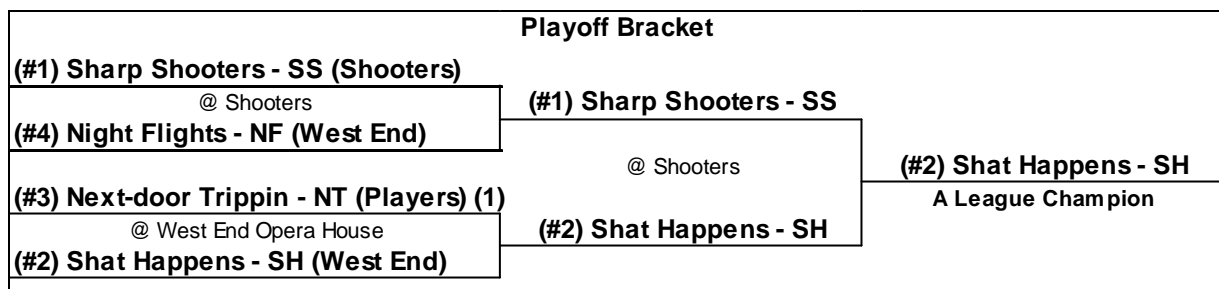 Playoff Bracket
(#1) Sharp Shooters - SS (Shooters)
@ Shooters
(#1) Sharp Shooters - SS
(#4) Night Flights - NF (West End)
@ Shooters
(#2) Shat Happens - SH
(#3) Next-door Trippin - NT (Players) (1)
A League Champion
@ West End Opera House
(#2) Shat Happens - SH
(#2) Shat Happens - SH (West End)